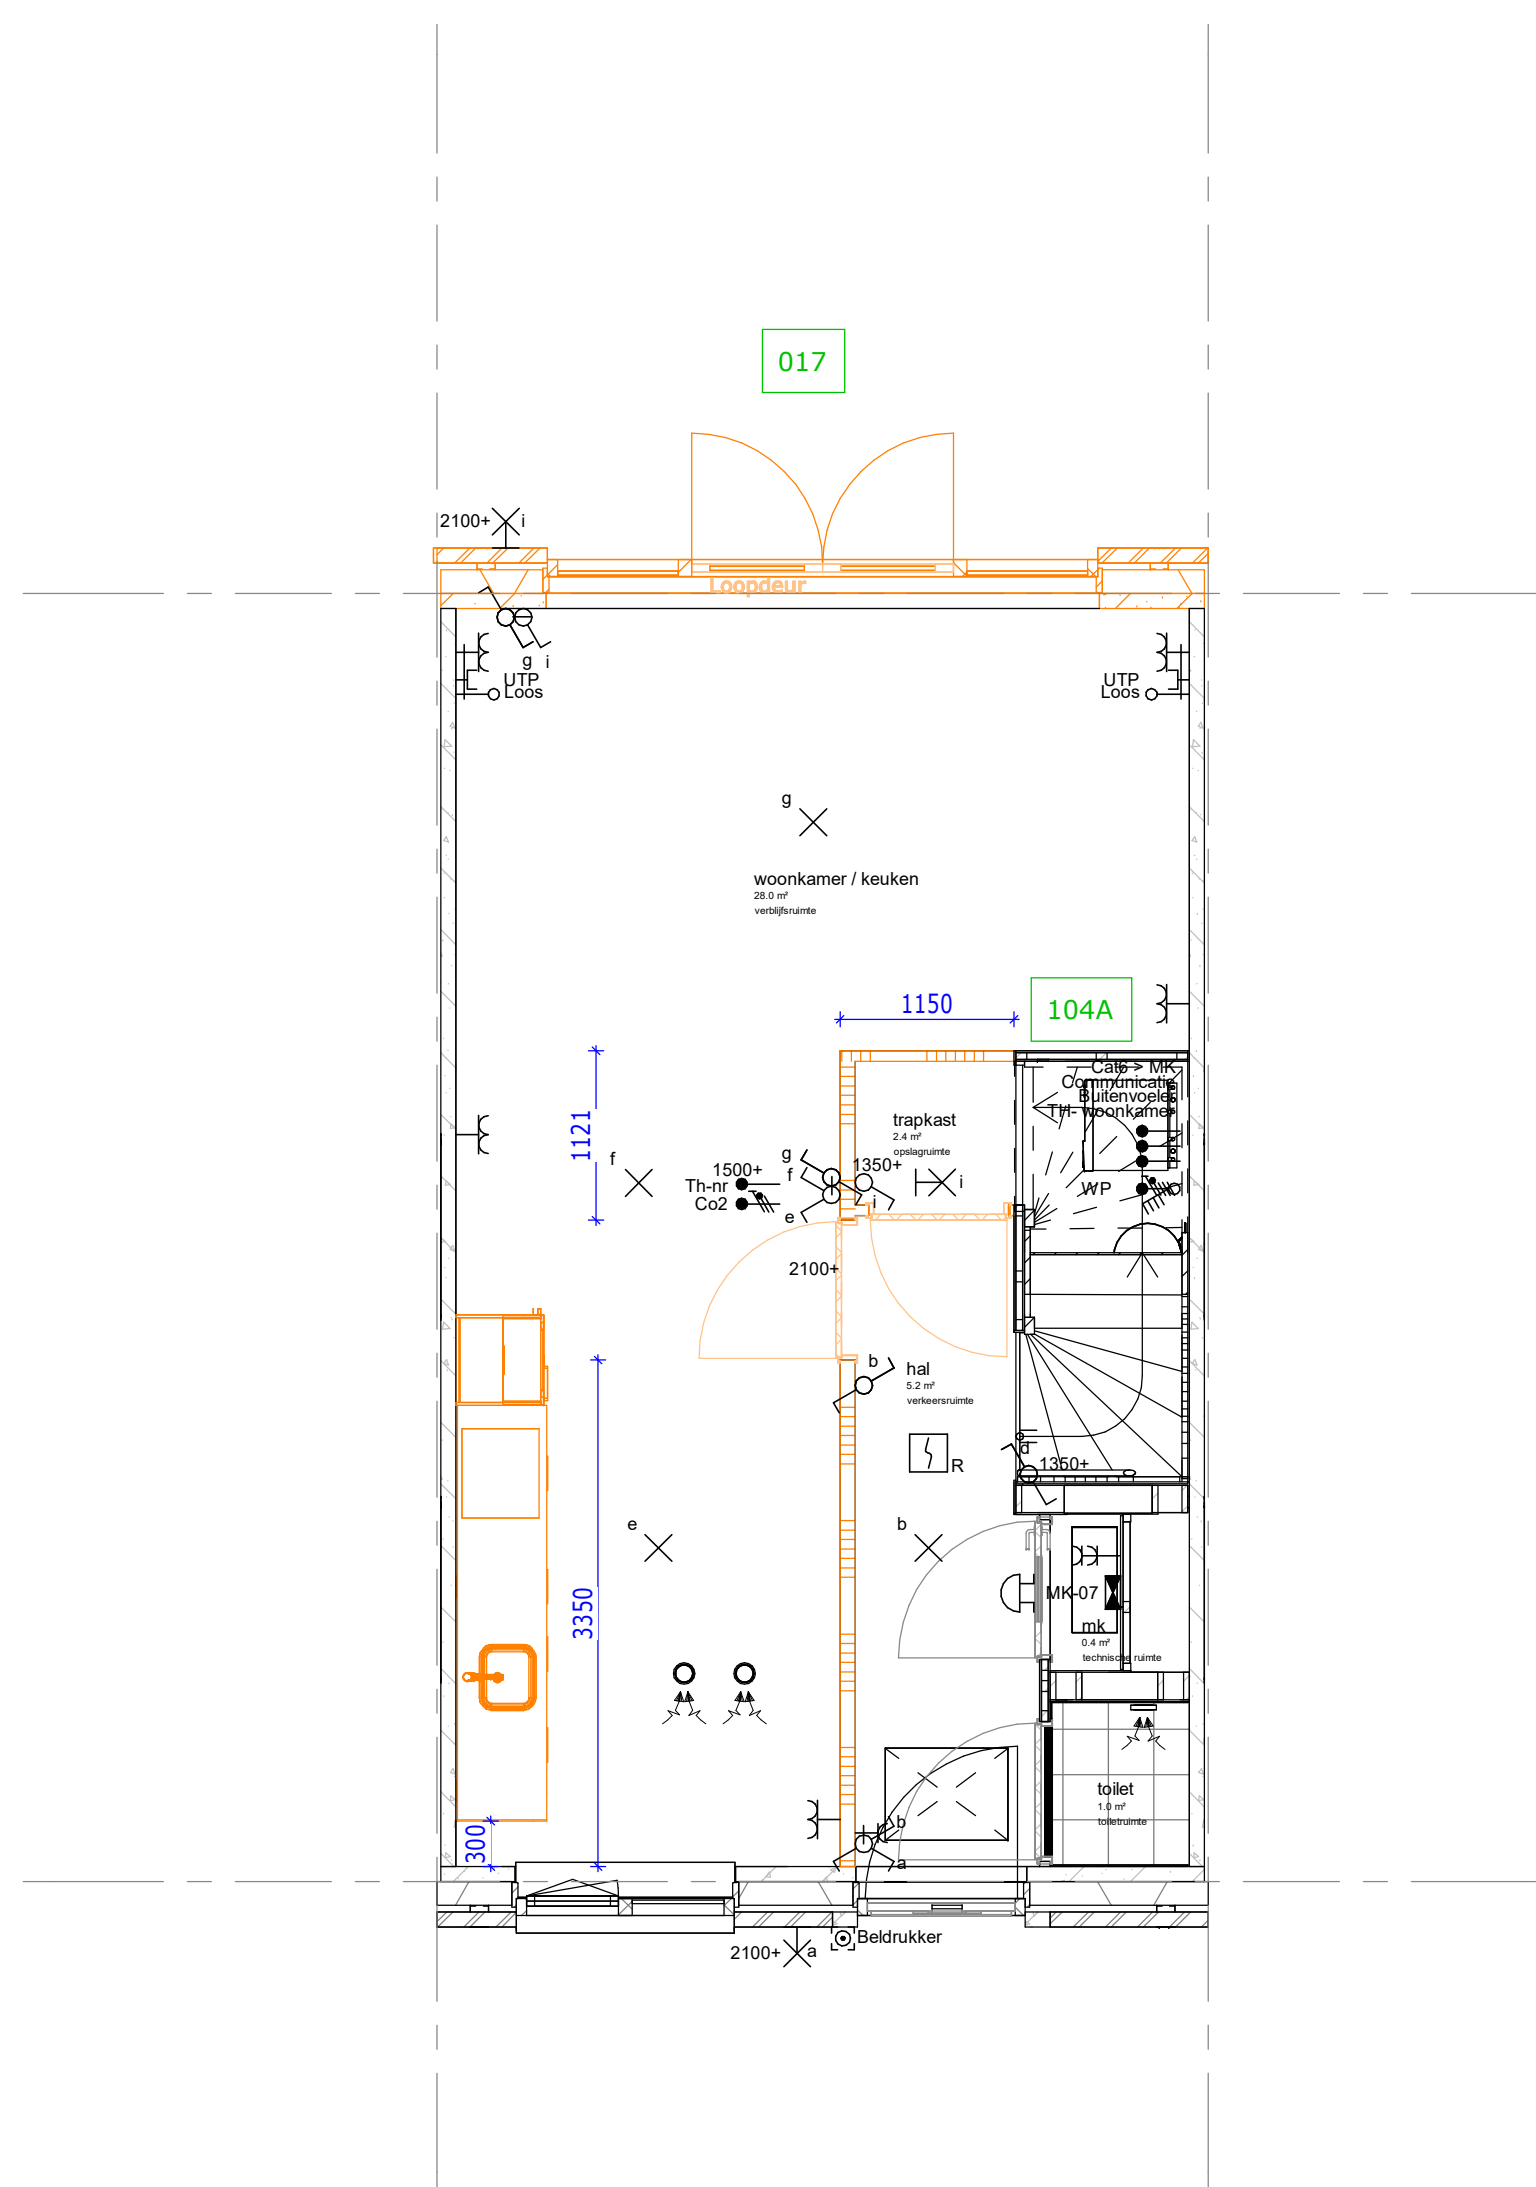 017
2100+ i
Loopdeur
g i
UTP
Loos
UTP
Loos
g
woonkamer / keuken
28.0 m²
verblijfsruimte
1150
104A
1121
Cat6 > MK
Communicatie
Buitenvoeler
TH- woonkamer
trapkast
2.4 m²
opslagruimte
f
1500+
Th-nr
Co2
g
f
e
1350+
i
i
WP
2100+
b
hal
5.2 m²
verkeersruimte
R
d
1350+
e
b
3350
MK-07
mk
0.4 m²
technische ruimte
toilet
1.0 m²
toiletruimte
300
b
a
2100+ a
Beldrukker